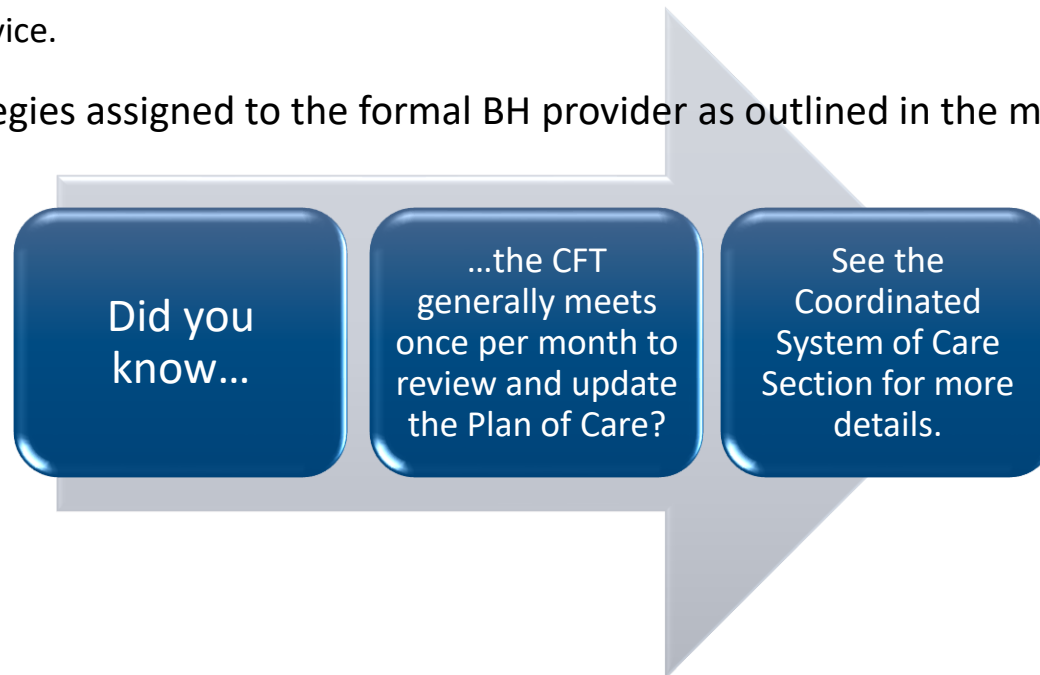 vice.
egies assigned to the formal BH provider as outlined in the m
Did you
know…
…the CFT
generally meets
once per month to
review and update
the Plan of Care?
See the
Coordinated
System of Care
Section for more
details.